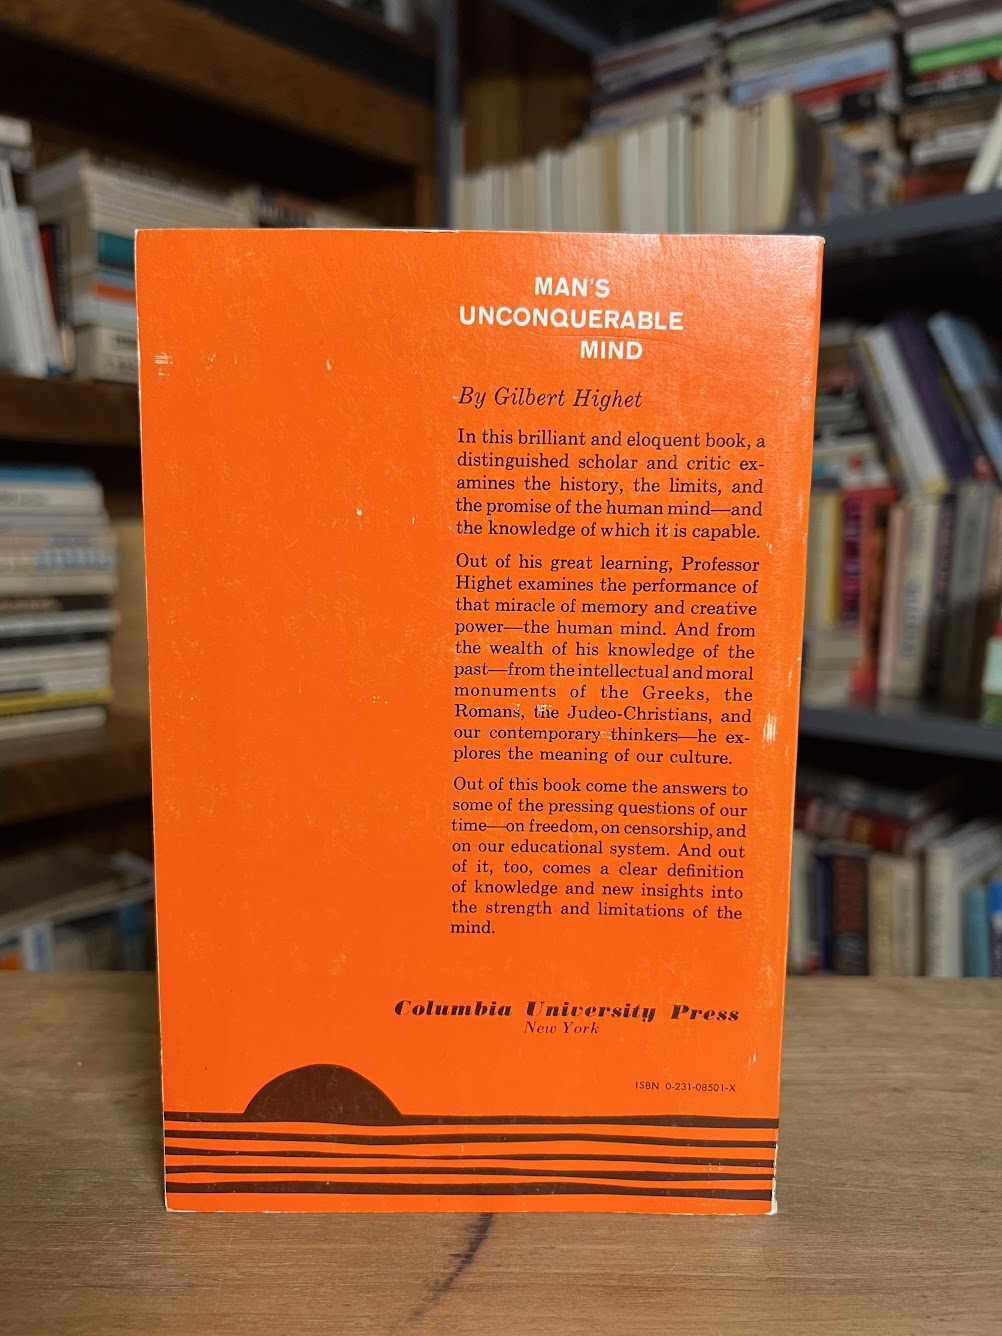 MAN'S
UNCONQUERABLE
MIND
By Gilbert Highet
In this brilliant and eloquent book, a
distinguished scholar and critic ex-
amines the history, the limits, and
the promise of the human mind—and
the knowledge of which it is capable.
Out of his great learning, Professor
Highet examines the performance of
that miracle of memory and creative
power—the human mind. And from
the wealth of his knowledge of the
past—from the intellectual and moral
monuments of the Greeks, the
Romans, the Judeo-Christians, and
our contemporary thinkers—he ex-
plores the meaning of our culture.
Out of this book come the answers to
some of the pressing questions of our
time—on freedom, on censorship, and
on our educational system. And out
of it, too, comes a clear definition
of knowledge and new insights into
the strength and limitations of the
mind.
Columbia University Press
New York
ISBN 0-231-08501-X